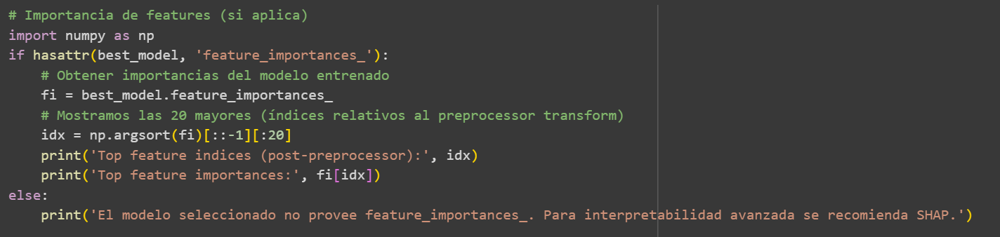 # Importancia de features (si aplica)
import numpy as np
if hasattr(best_model, 'feature_importances_'):
    # Obtener importancias del modelo entrenado
    fi = best_model.feature_importances_
    # Mostramos las 20 mayores (índices relativos al preprocessor transform)
    idx = np.argsort(fi)[::-1][:20]
    print('Top feature indices (post-preprocessor):', idx)
    print('Top feature importances:', fi[idx])
else:
    print('El modelo seleccionado no provee feature_importances_. Para interpretabilidad avanzada se recomienda SHAP.')